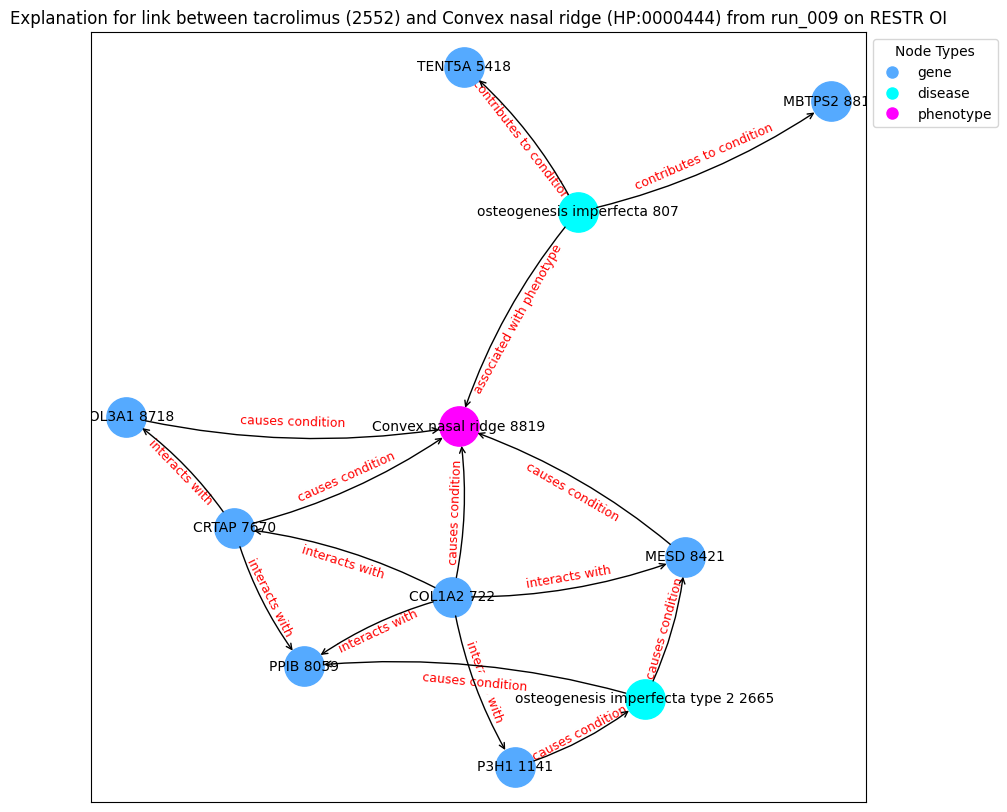 Explanation for link between tacrolimus (2552) and Convex nasal ridge (HP:0000444) from run_009 on RESTR OI
Node Types
gene
disease
phenotype
TENT5A 5418
MBTPS2 881
contributes to condition
contributes to condition
osteogenesis imperfecta 807
associated with phenotype
OL3A1 8718
causes condition
Convex nasal ridge 8819
interacts with
causes condition
causes condition
causes condition
CRTAP 7670
interacts with
MESD 8421
interacts with
interacts with
COL1A2 722
interacts with
PPIB 8059
causes condition
causes condition
with
osteogenesis imperfecta type 2 2665
causes condition
P3H1 1141